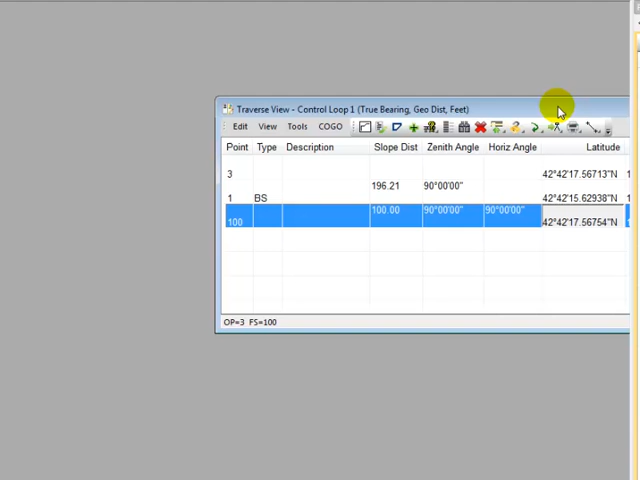 Traverse View - Control Loop 1 (True Bearing, Geo Dist, Feet)
Edit View Tools COGO
Point Type Description Slope Dist Zenith Angle Horiz Angle Latitude
3 42°42'17.56713"N
196.21 90°00'00"
1 BS 42°42'15.62938"N
100.00 90°00'00" 90°00'00"
100 42°42'17.56754"N
OP=3 FS=100